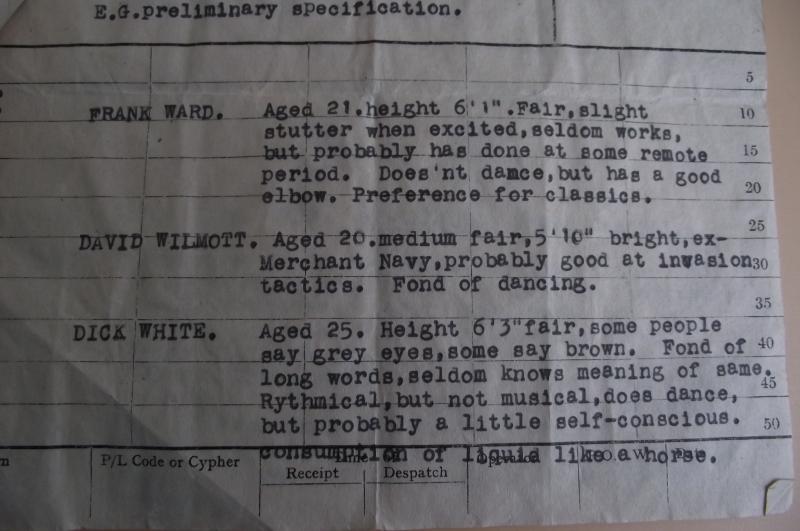 E.G.preliminary specification.
5
FRANK WARD. Aged 21.height 6'1".Fair,slight 10
stutter when excited,seldom works,
but probably has done at some remote 15
period. Does'nt damce,but has a good
elbow. Preference for classics. 20
25
DAVID WILMOTT. Aged 20.medium fair,5'10" bright,ex-
Merchant Navy,probably good at invasion 30
tactics. Fond of dancing.
35
DICK WHITE. Aged 25. Height 6'3"fair,some people
say grey eyes,some say brown. Fond of 40
long words,seldom knows meaning of same.
45
Rythmical,but not musical,does dance,
but probably a little self-conscious. 50
consumption of liquid like a horse.
P/L Code or Cypher
Receipt Despatch